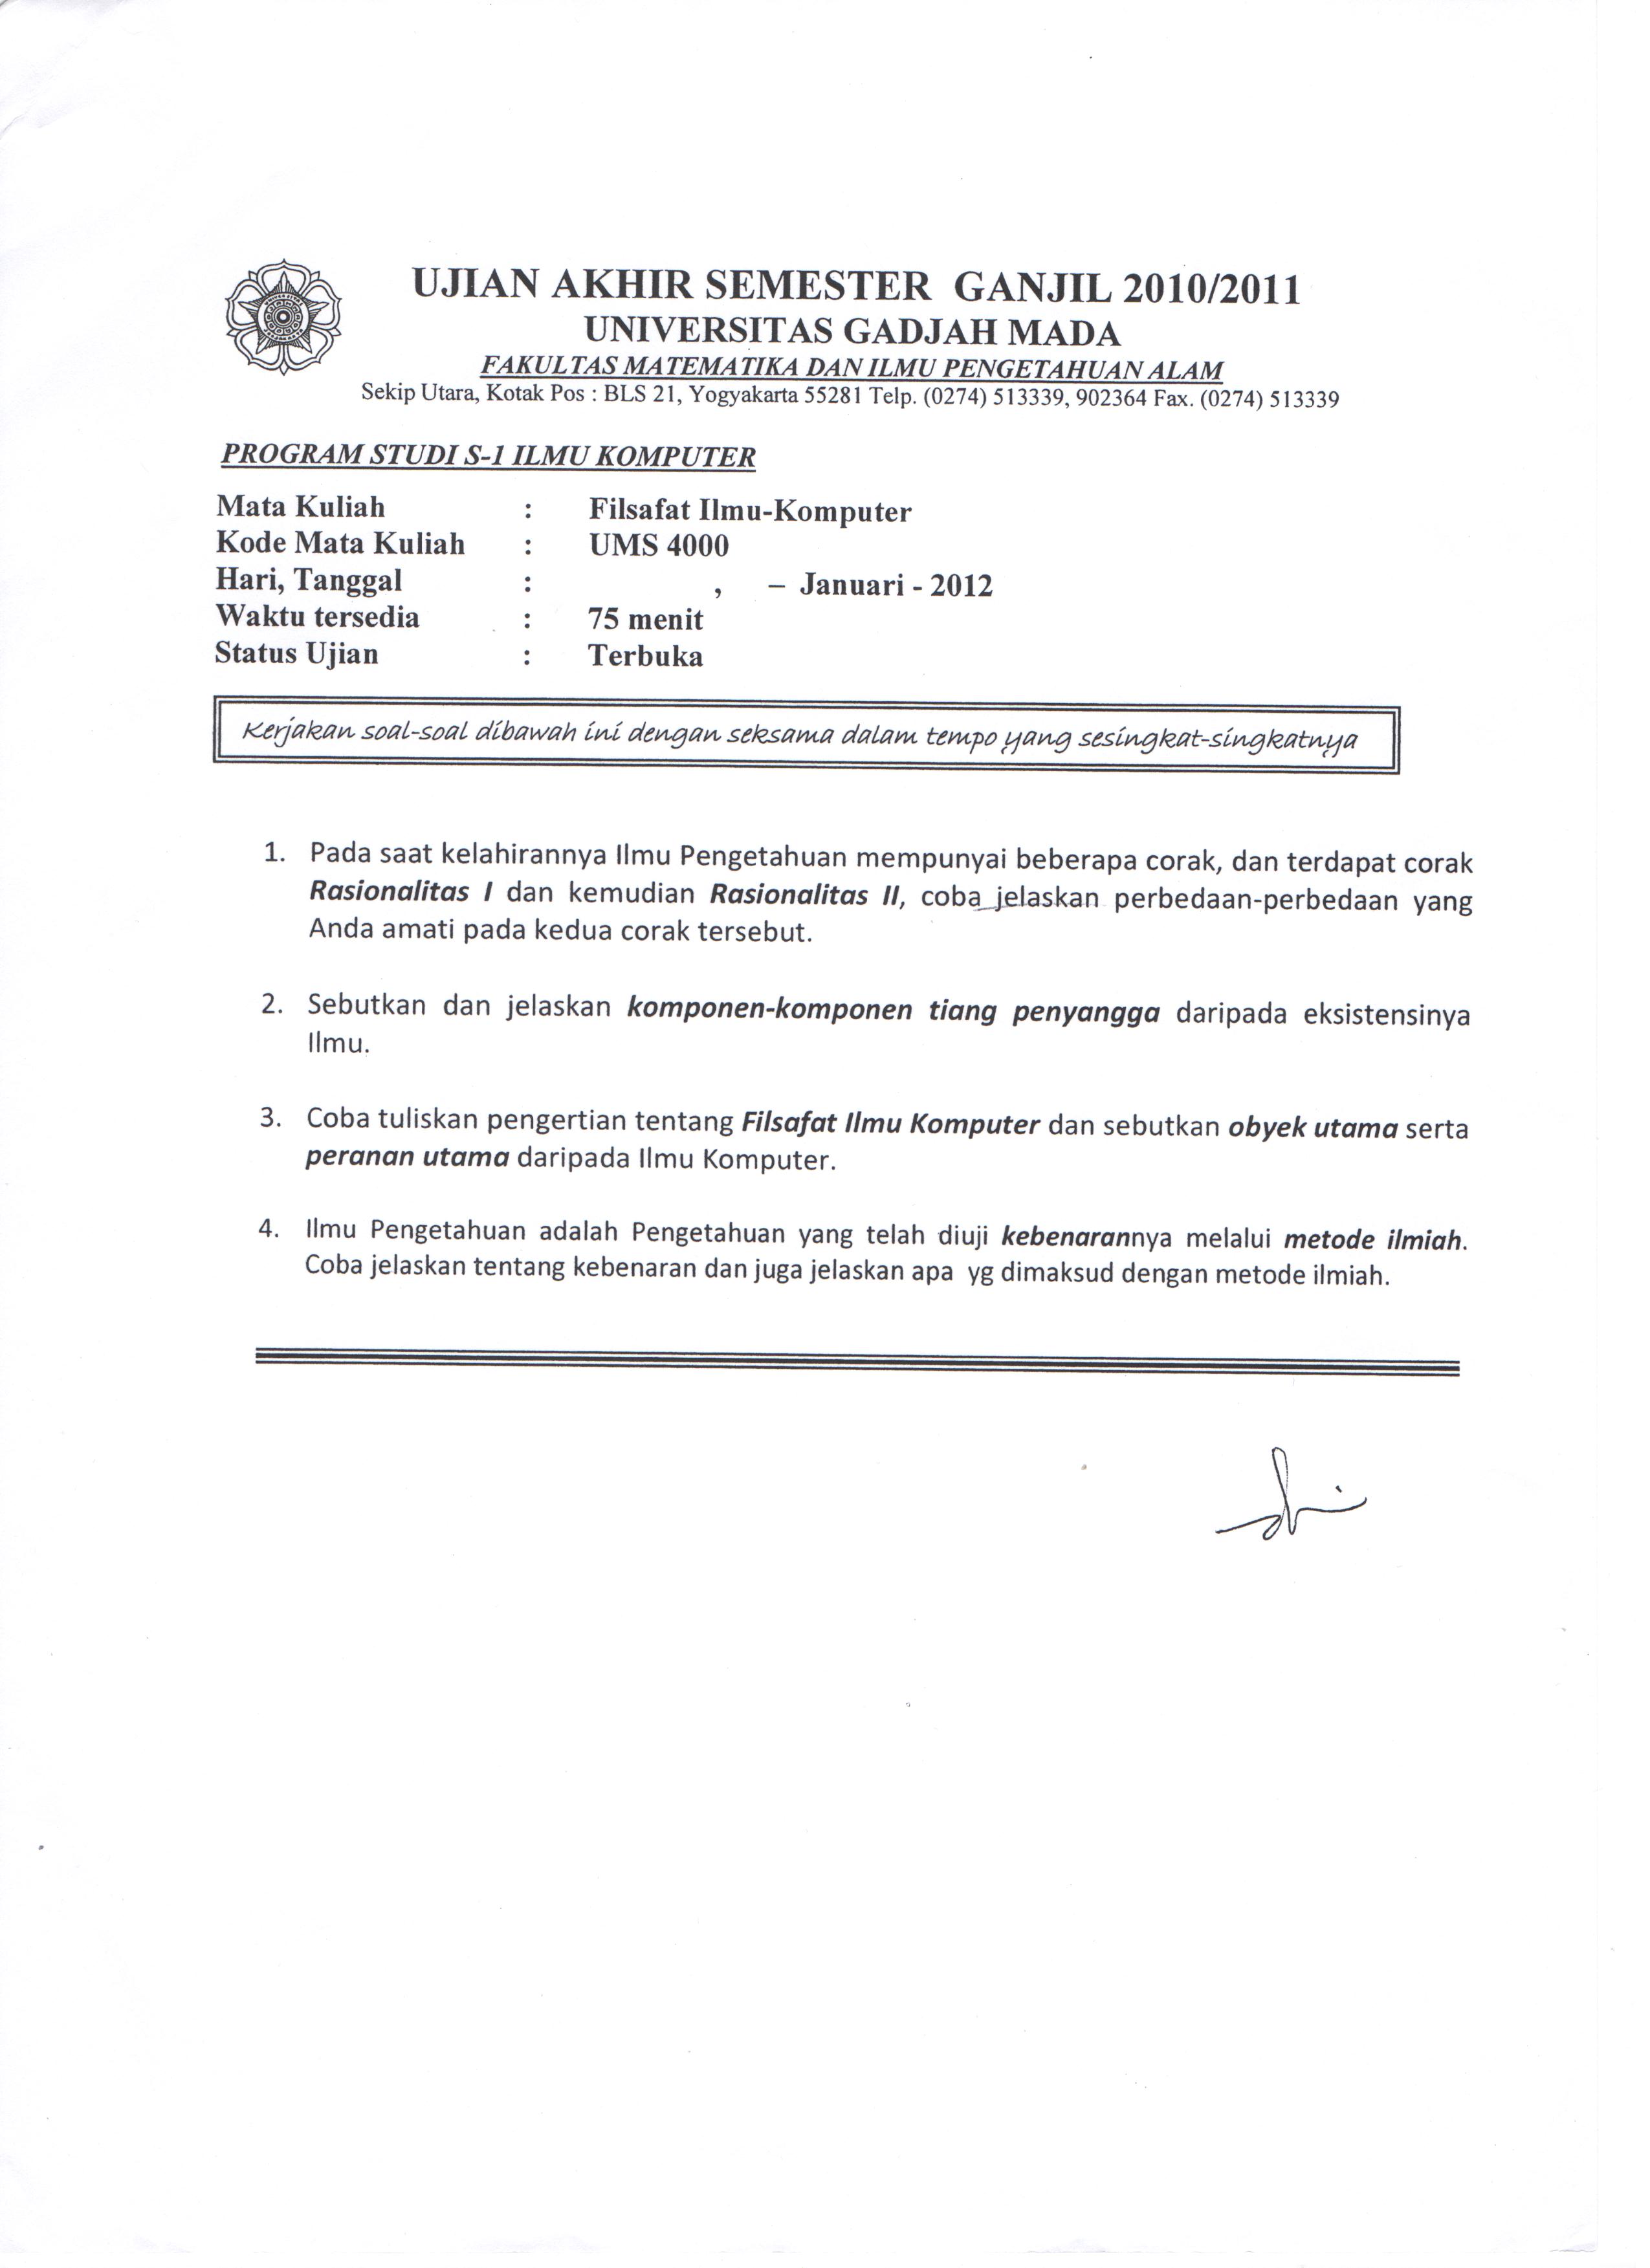 UJIAN AKHIR SEMESTER GANJIL 2010/2011
UNIVERSITAS GADJAH MADA
FAKULTAS MATEMATIKA DAN ILMU PENGETAHUAN ALAM
Sekip Utara, Kotak Pos : BLS 21, Yogyakarta 55281 Telp. (0274) 513339, 902364 Fax. (0274) 513339
PROGRAM STUDI S-1 ILMU KOMPUTER
Mata Kuliah : Filsafat Ilmu-Komputer
Kode Mata Kuliah : UMS 4000
Hari, Tanggal : , – Januari - 2012
Waktu tersedia : 75 menit
Status Ujian : Terbuka
Kerjakan soal-soal dibawah ini dengan seksama dalam tempo yang sesingkat-singkatnya
1. Pada saat kelahirannya Ilmu Pengetahuan mempunyai beberapa corak, dan terdapat corak
Rasionalitas I dan kemudian Rasionalitas II, coba jelaskan perbedaan-perbedaan yang
Anda amati pada kedua corak tersebut.
2. Sebutkan dan jelaskan komponen-komponen tiang penyangga daripada eksistensinya
Ilmu.
3. Coba tuliskan pengertian tentang Filsafat Ilmu Komputer dan sebutkan obyek utama serta
peranan utama daripada Ilmu Komputer.
4. Ilmu Pengetahuan adalah Pengetahuan yang telah diuji kebenarannya melalui metode ilmiah.
Coba jelaskan tentang kebenaran dan juga jelaskan apa yg dimaksud dengan metode ilmiah.